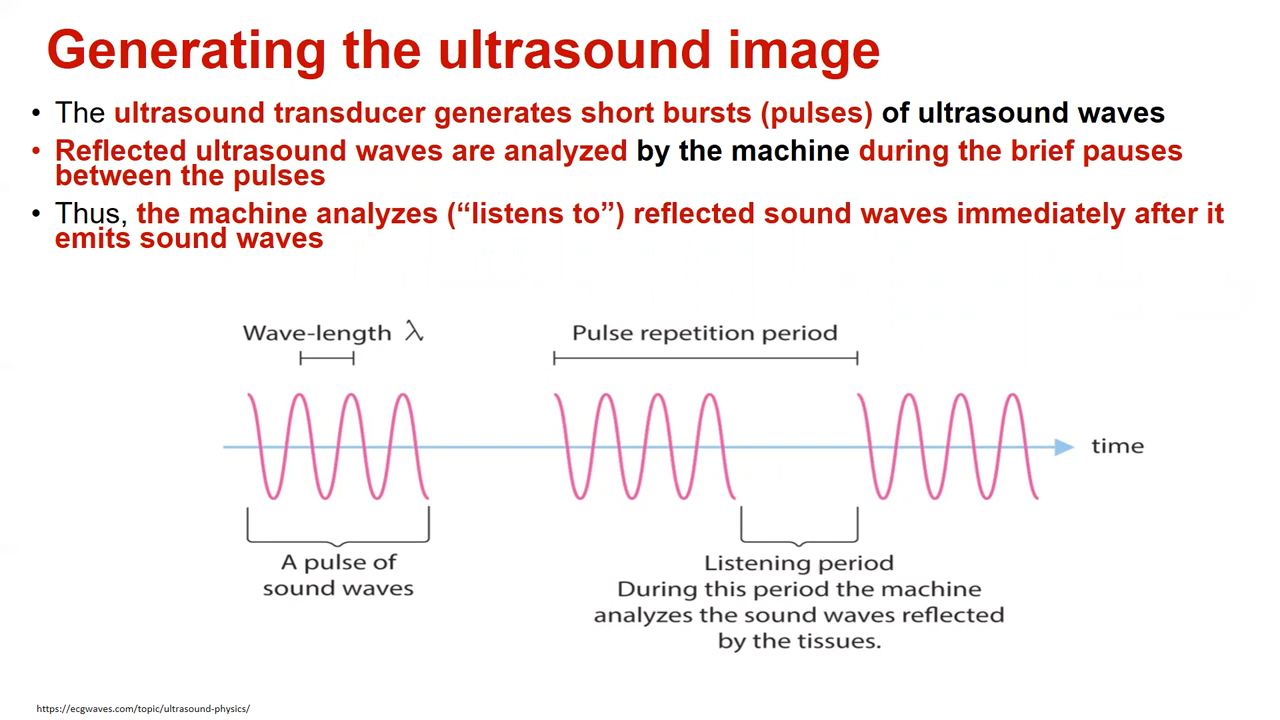 Generating the ultrasound image
• The ultrasound transducer generates short bursts (pulses) of ultrasound waves
• Reflected ultrasound waves are analyzed by the machine during the brief pauses
between the pulses
• Thus, the machine analyzes (“listens to”) reflected sound waves immediately after it
emits sound waves
Wave-length λ
Pulse repetition period
time
A pulse of
sound waves
Listening period
During this period the machine
analyzes the sound waves reflected
by the tissues.
https://ecgwaves.com/topic/ultrasound-physics/